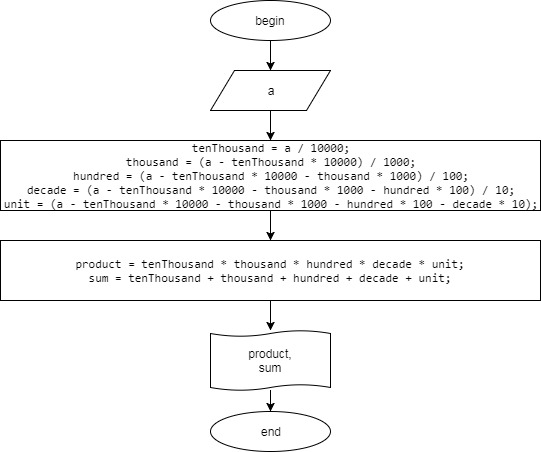 begin
a
tenThousand = a / 10000;
thousand = (a - tenThousand * 10000) / 1000;
hundred = (a - tenThousand * 10000 - thousand * 1000) / 100;
decade = (a - tenThousand * 10000 - thousand * 1000 - hundred * 100) / 10;
unit = (a - tenThousand * 10000 - thousand * 1000 - hundred * 100 - decade * 10);
product = tenThousand * thousand * hundred * decade * unit;
sum = tenThousand + thousand + hundred + decade + unit;
product,
sum
end